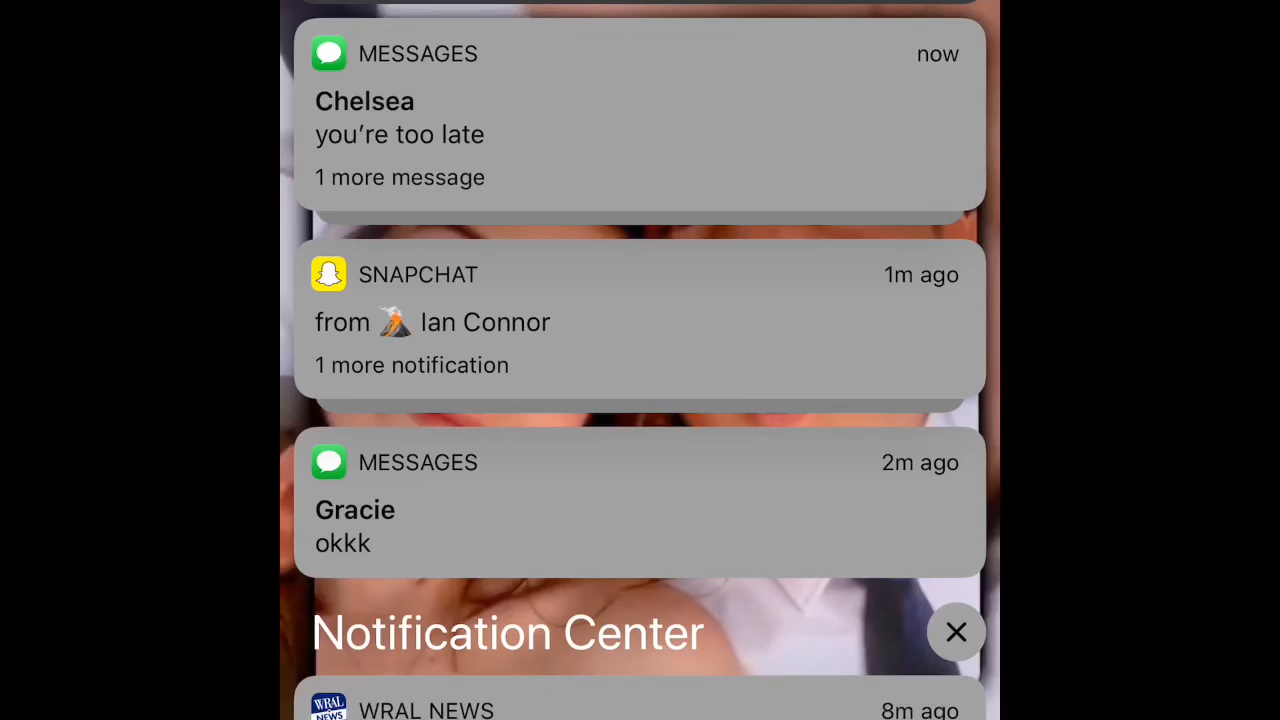 MESSAGES now
Chelsea
you’re too late
1 more message
SNAPCHAT 1m ago
from 🌋 Ian Connor
1 more notification
MESSAGES 2m ago
Gracie
okkk
Notification Center
WRAL NEWS
WRAL NEWS 8m ago